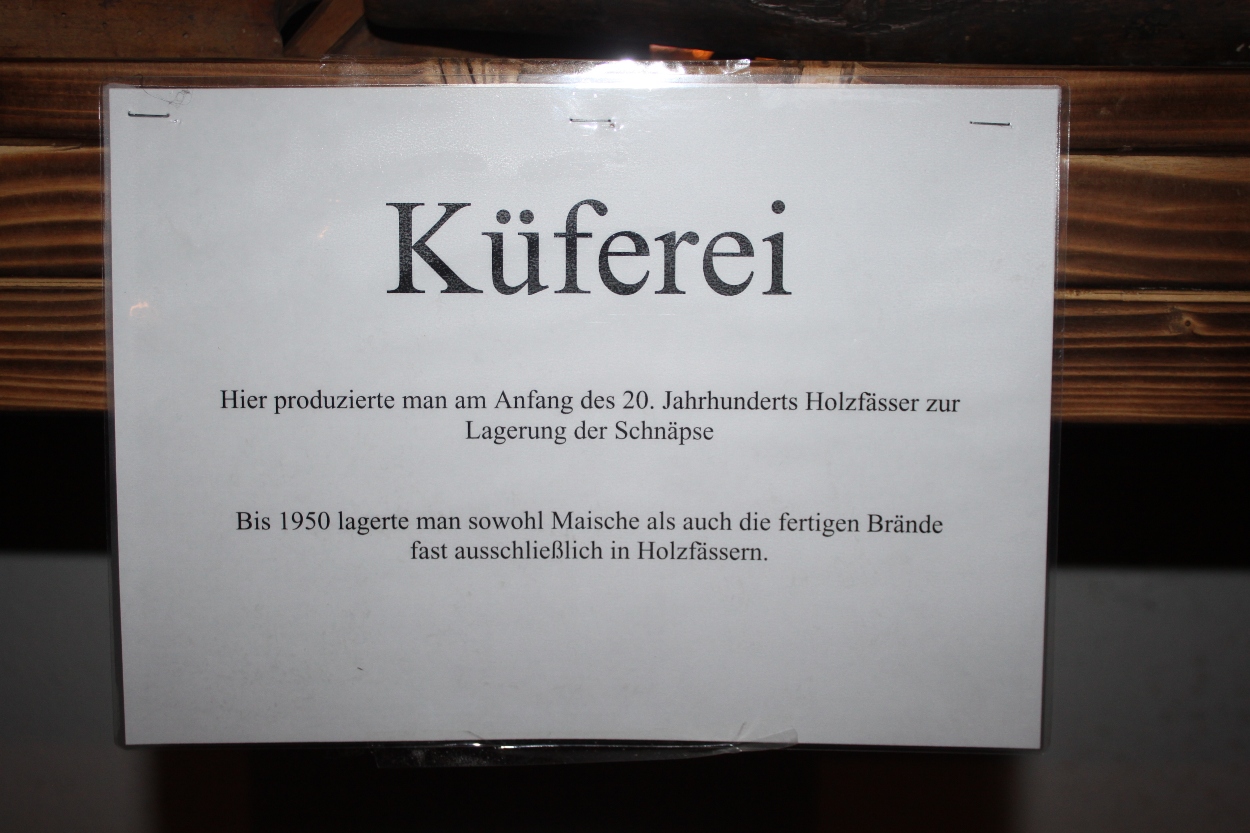 Küferei
Hier produzierte man am Anfang des 20. Jahrhunderts Holzfässer zur
Lagerung der Schnäpse
Bis 1950 lagerte man sowohl Maische als auch die fertigen Brände
fast ausschließlich in Holzfässern.